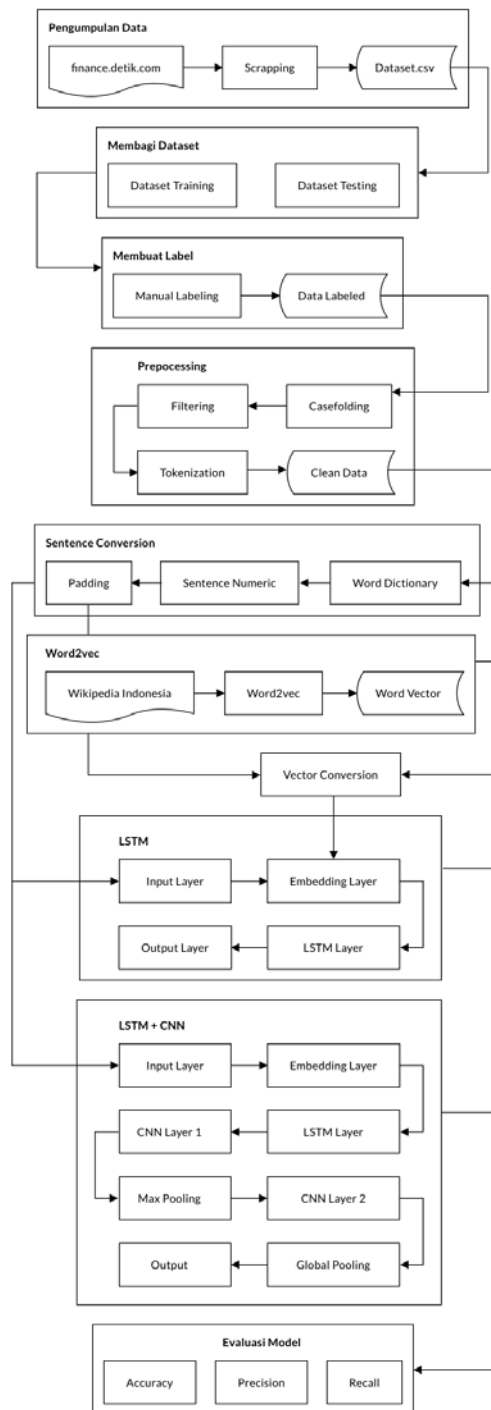 Pengumpulan Data
finance.detik.com
Scrapping
Dataset.csv
Membagi Dataset
Dataset Training
Dataset Testing
Membuat Label
Manual Labeling
Data Labeled
Prepocessing
Filtering
Casefolding
Tokenization
Clean Data
Sentence Conversion
Padding
Sentence Numeric
Word Dictionary
Word2vec
Wikipedia Indonesia
Word2vec
Word Vector
Vector Conversion
LSTM
Input Layer
Embedding Layer
Output Layer
LSTM Layer
LSTM + CNN
Input Layer
Embedding Layer
CNN Layer 1
LSTM Layer
Max Pooling
CNN Layer 2
Output
Global Pooling
Evaluasi Model
Accuracy
Precision
Recall